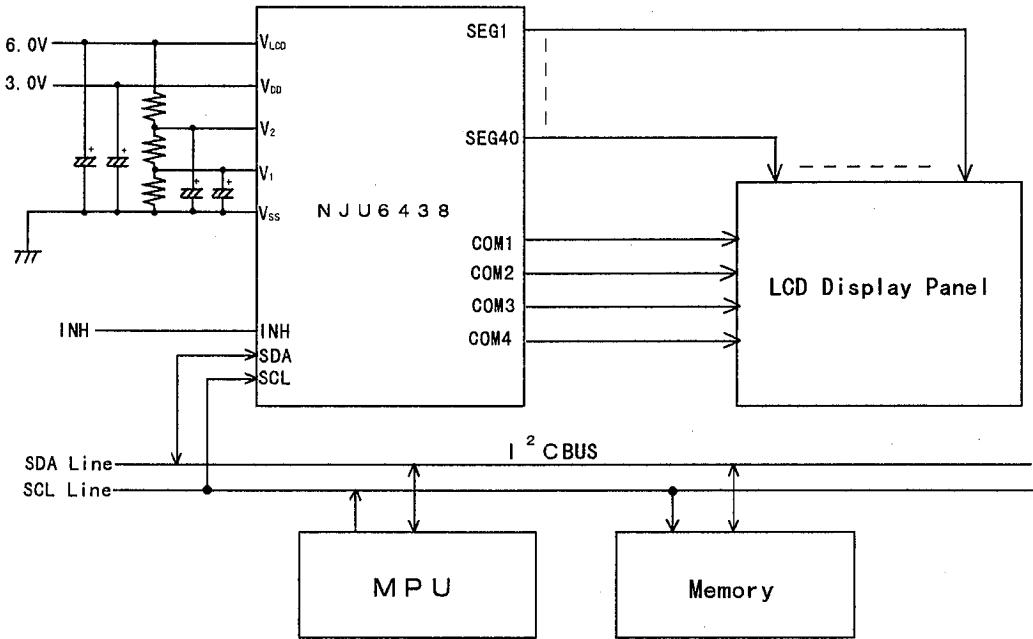 6.0V
3.0V
VLCD
VDD
V2
V1
VSS
INH
INH
SDA
SCL
NJU6438
SEG1
SEG40
COM1
COM2
COM3
COM4
LCD Display Panel
I2CBUS
SDA Line
SCL Line
MPU
Memory